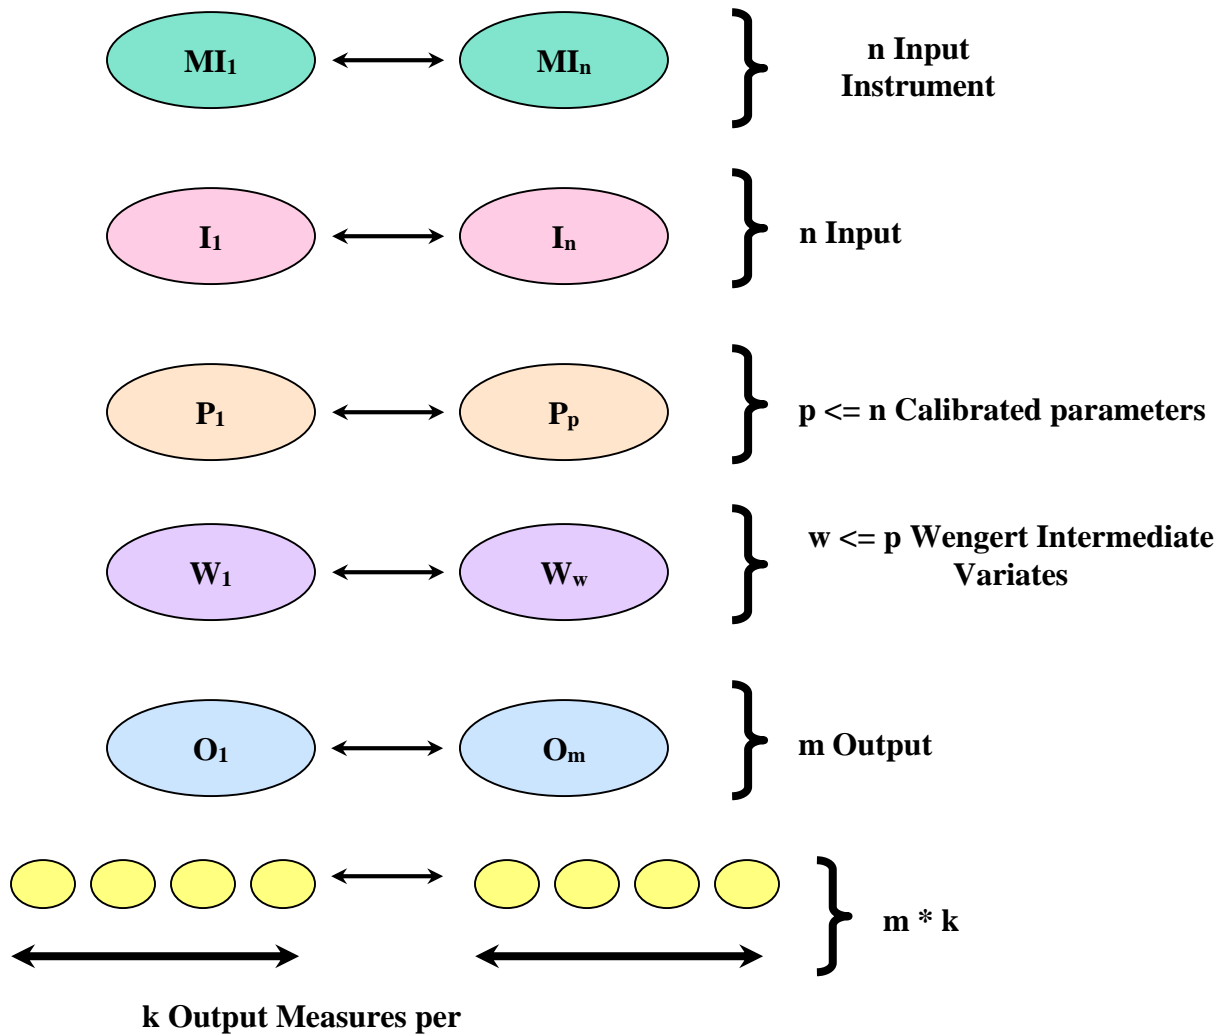 MI₁ MIₙ
n Input
Instrument
I₁ Iₙ
n Input
P₁ Pₚ
p <= n Calibrated parameters
W₁ W_w
w <= p Wengert Intermediate
Variates
O₁ Oₘ
m Output
m * k
k Output Measures per